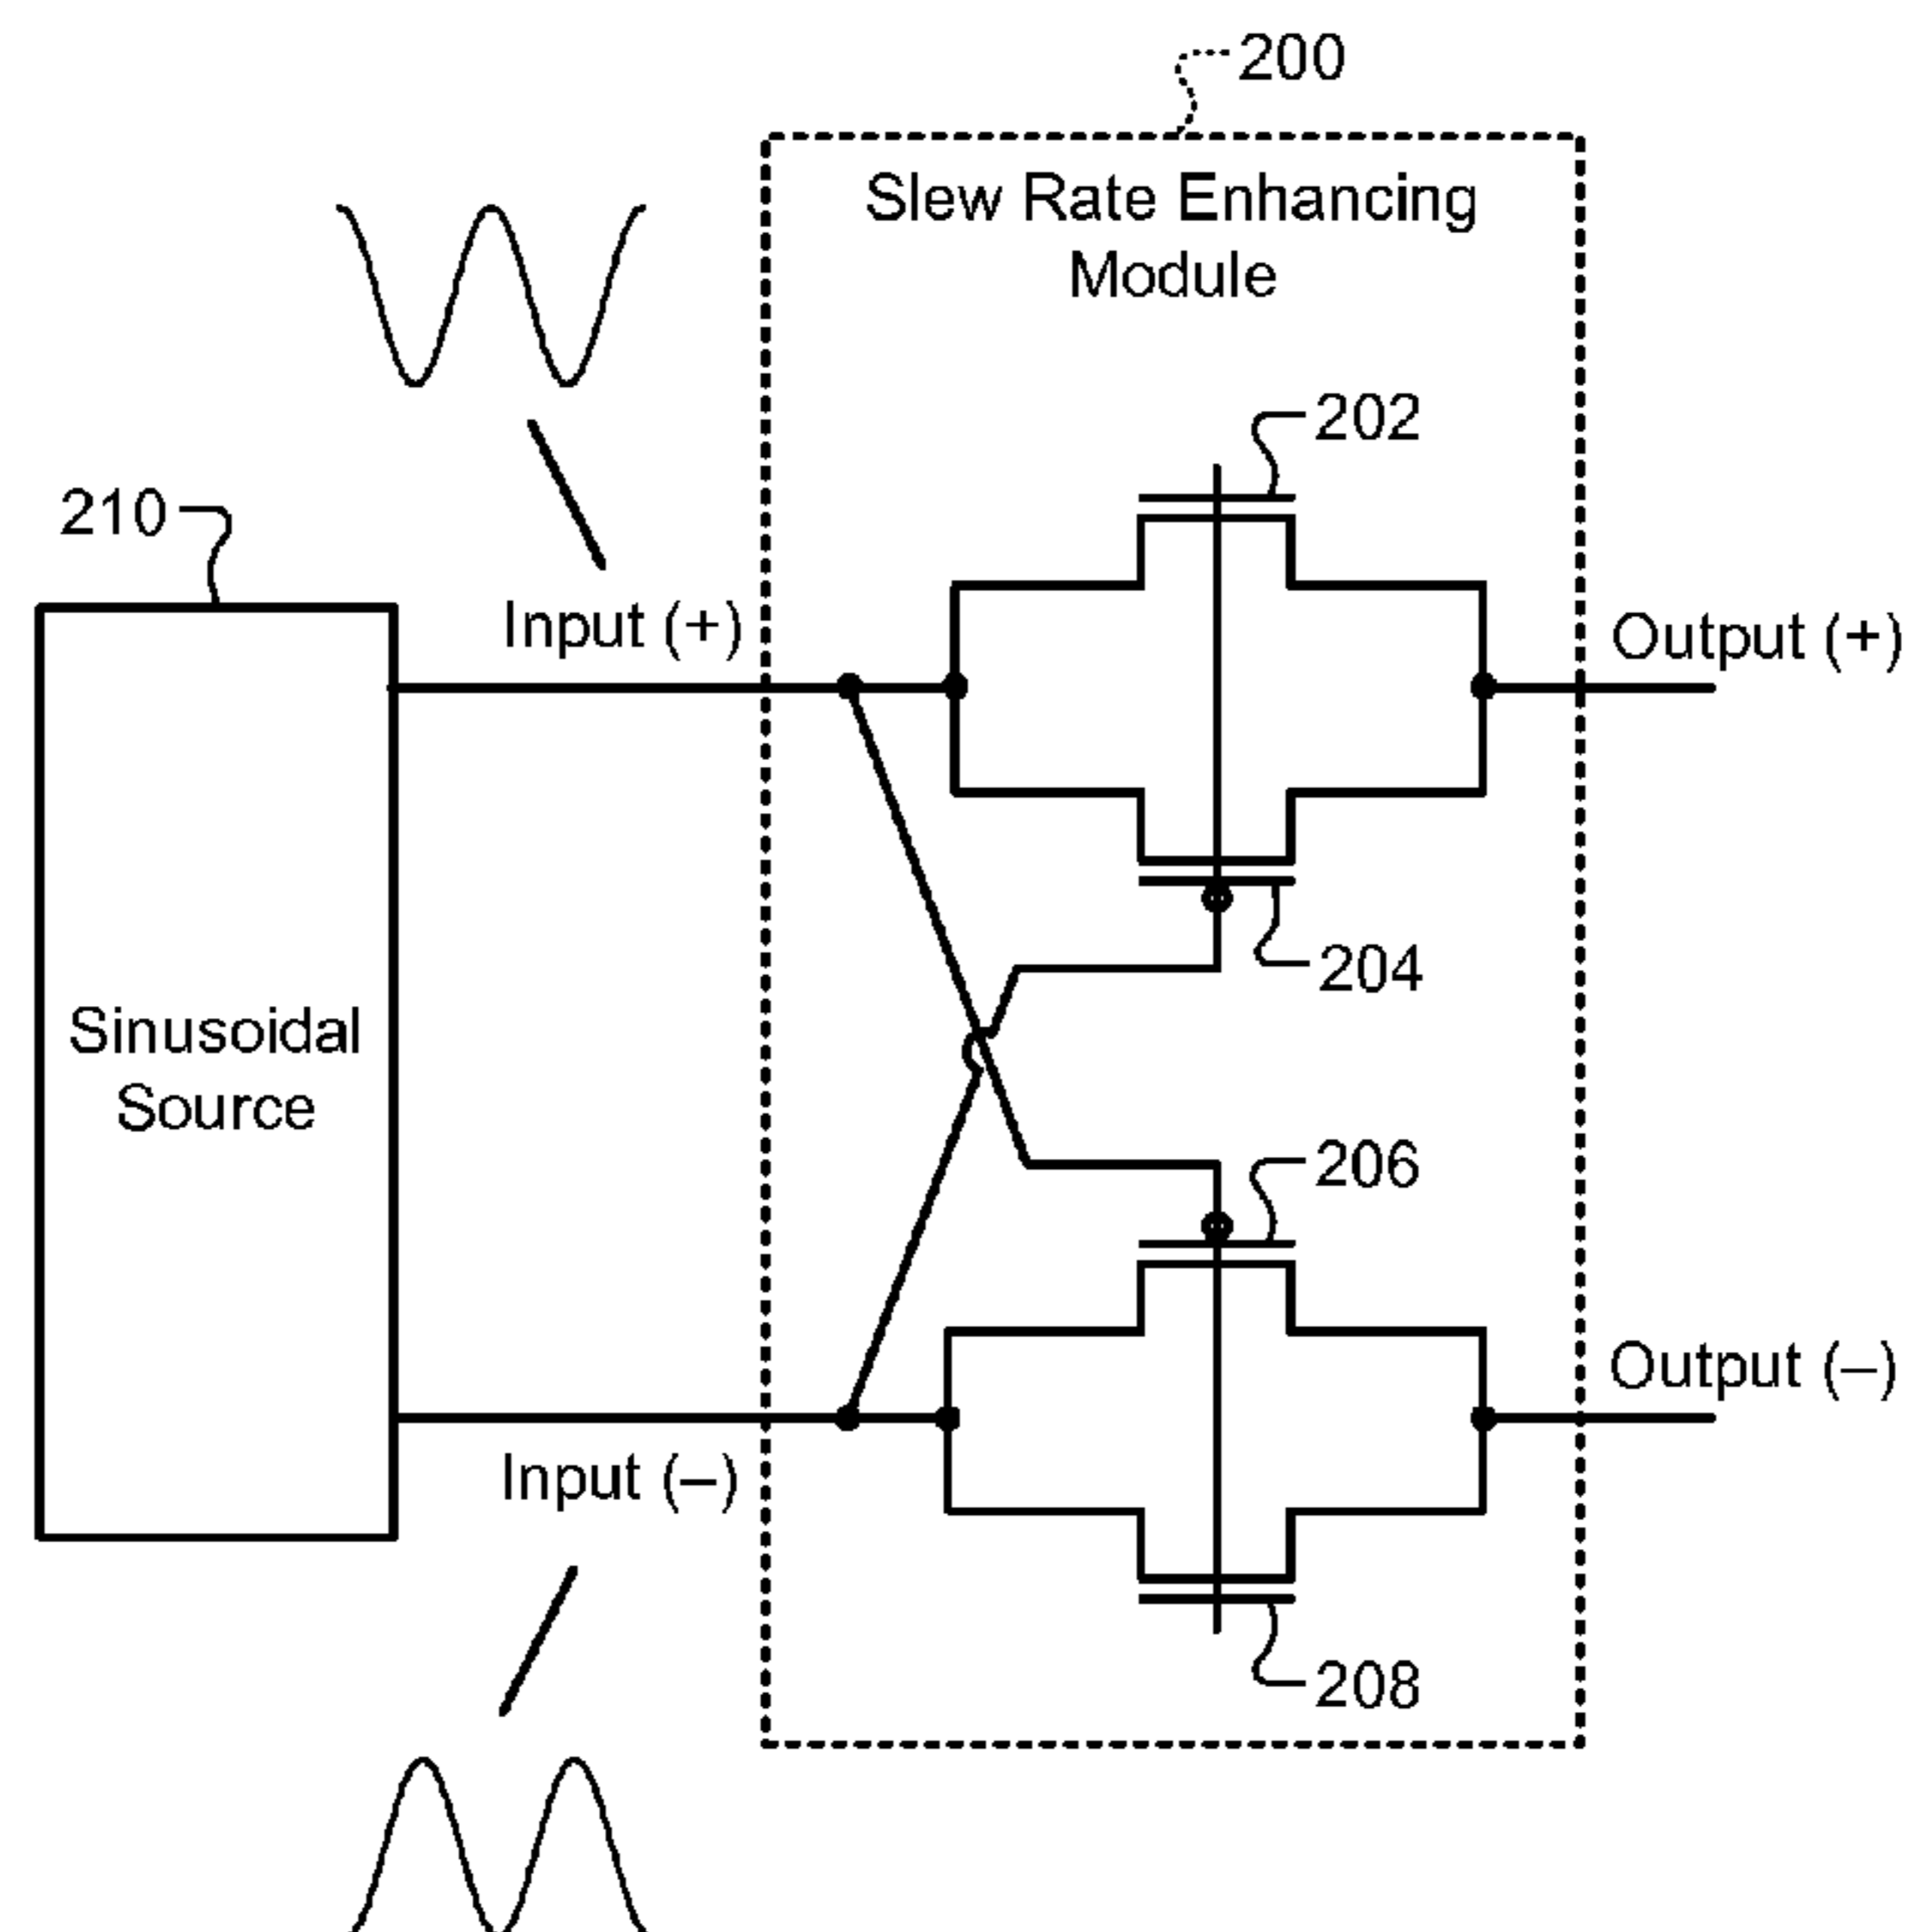 200
Slew Rate Enhancing
Module
202
210
Input (+)
Output (+)
204
Sinusoidal
Source
206
Output (–)
Input (–)
208